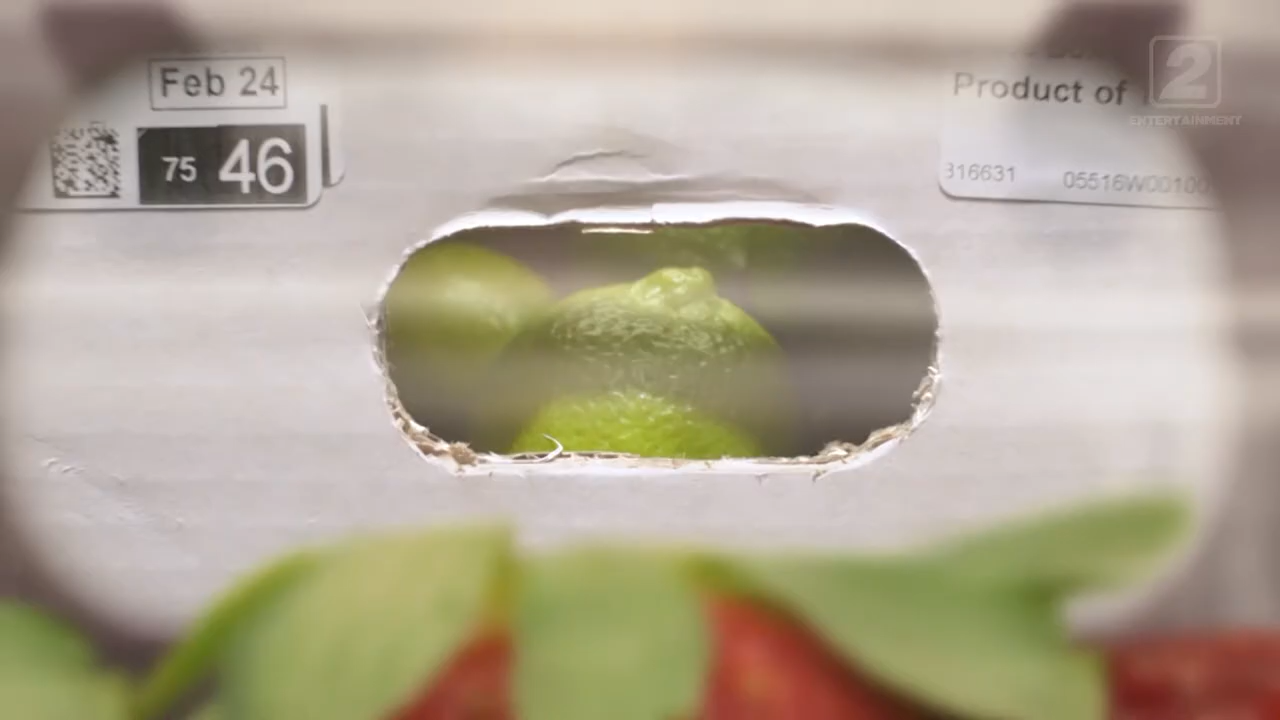 Feb 24
75 46
Product of
316631 05516W00100
2
ENTERTAINMENT